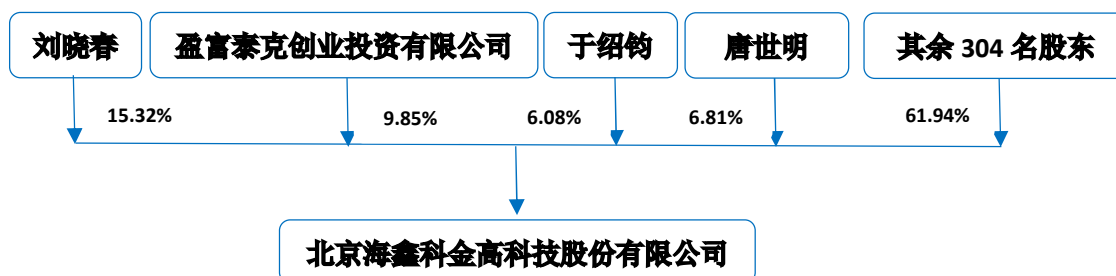 刘晓春
盈富泰克创业投资有限公司
于绍钧
唐世明
其余 304 名股东
15.32%
9.85%
6.08%
6.81%
61.94%
北京海鑫科金高科技股份有限公司